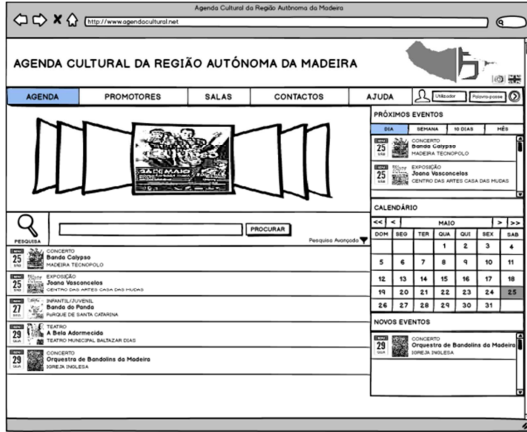 Agenda Cultural da Região Autónoma da Madeira
http://www.agendacultural.net
AGENDA CULTURAL DA REGIÃO AUTÓNOMA DA MADEIRA
AGENDA PROMOTORES SALAS CONTACTOS AJUDA Utilizador Palavra-passe
25 DE MAIO
PESQUISA
PROCURAR
Pesquisa Avançada
25
CONCERTO
Banda Calypso
MADEIRA TECNOPOLO
25
EXPOSIÇÃO
Joana Vasconcelos
CENTRO DAS ARTES CASA DAS MUDAS
27
INFANTIL/JUVENIL
Banda do Panda
PARQUE DE SANTA CATARINA
29
TEATRO
A Bela Adormecida
TEATRO MUNICIPAL BALTAZAR DIAS
29
CONCERTO
Orquestra de Bandolins da Madeira
IGREJA INGLESA
PRÓXIMOS EVENTOS
DIA SEMANA 10 DIAS MÊS
25
CONCERTO
Banda Calypso
MADEIRA TECNOPOLO
25
EXPOSIÇÃO
Joana Vasconcelos
CENTRO DAS ARTES CASA DAS MUDAS
CALENDÁRIO
<< < MAIO > >>
DOM SEG TER QUA QUI SEX SAB
1 2 3 4
5 6 7 8 9 10 11
12 13 14 15 16 17 18
19 20 21 22 23 24 25
26 27 28 29 30 31
NOVOS EVENTOS
29
CONCERTO
Orquestra de Bandolins da Madeira
IGREJA INGLESA